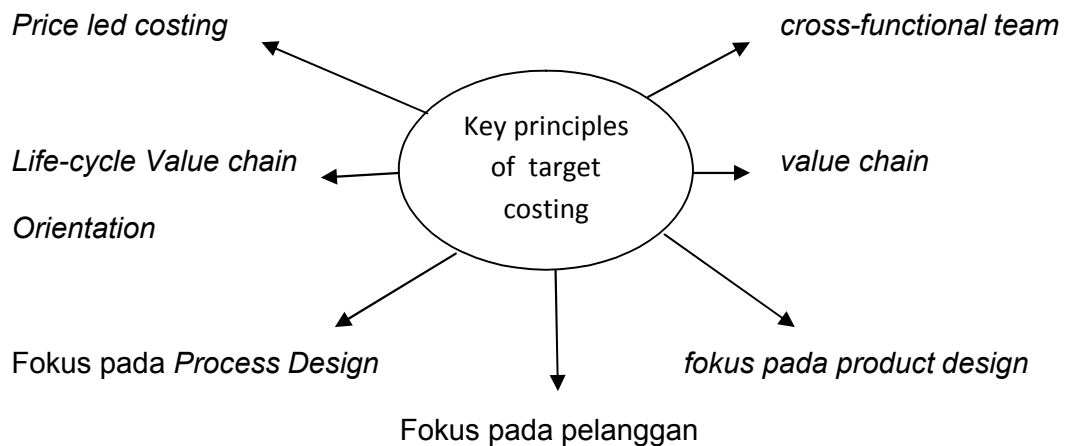 Price led costing
cross-functional team
Key principles
of target
costing
Life-cycle Value chain
value chain
Orientation
Fokus pada Process Design
fokus pada product design
Fokus pada pelanggan